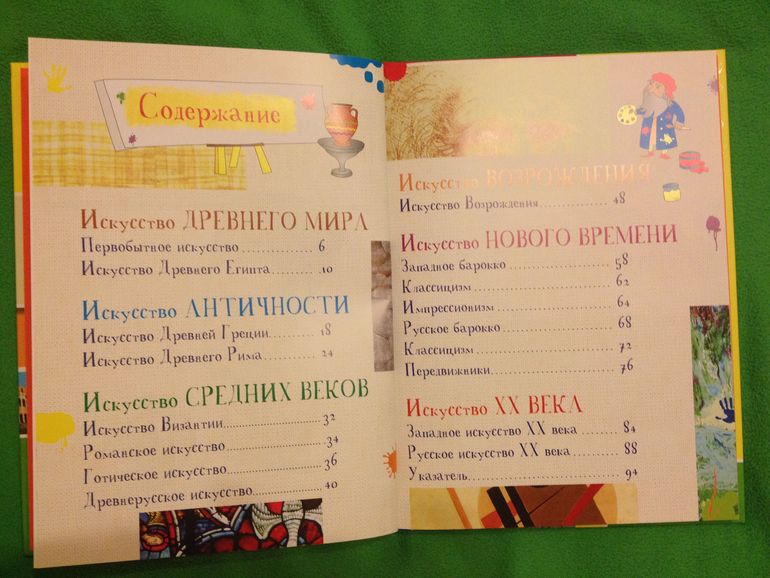 Содержание
Искусство ДРЕВНЕГО МИРА
Первобытное искусство ............... 6
Искусство Древнего Египта.......... 10
Искусство АНТИЧНОСТИ
Искусство Древней Греции.......... 18
Искусство Древнего Рима............ 24
Искусство СРЕДНИХ ВЕКОВ
Искусство Византии.................... 32
Романское искусство.................... 34
Готическое искусство................... 36
Древнерусское искусство............... 40
Искусство ВОЗРОЖДЕНИЯ
Искусство Возрождения............... 48
Искусство НОВОГО ВРЕМЕНИ
Западное барокко .................... 58
Классицизм ........................... 62
Импрессионизм ...................... 64
Русское барокко ...................... 68
Классицизм ........................... 72
Передвижники ........................ 76
Искусство XX ВЕКА
Западное искусство XX века ....... 84
Русское искусство XX века ......... 88
Указатель............................... 94